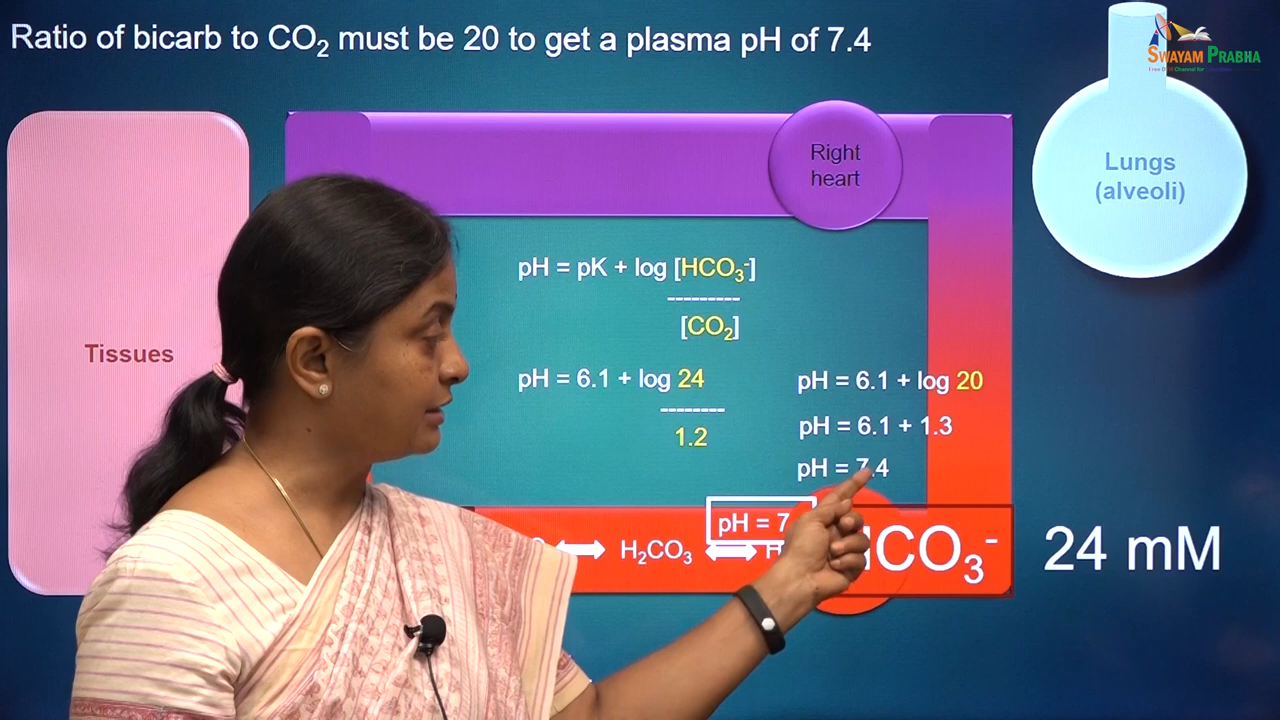 Ratio of bicarb to CO₂ must be 20 to get a plasma pH of 7.4
SWAYAM PRABHA
Right
heart
Lungs
(alveoli)
Tissues
pH = pK + log [HCO₃⁻]
---------
[CO₂]
pH = 6.1 + log 24
--------
1.2
pH = 6.1 + log 20
pH = 6.1 + 1.3
pH = 7.4
pH = 7
H₂CO₃
HCO₃⁻
24 mM